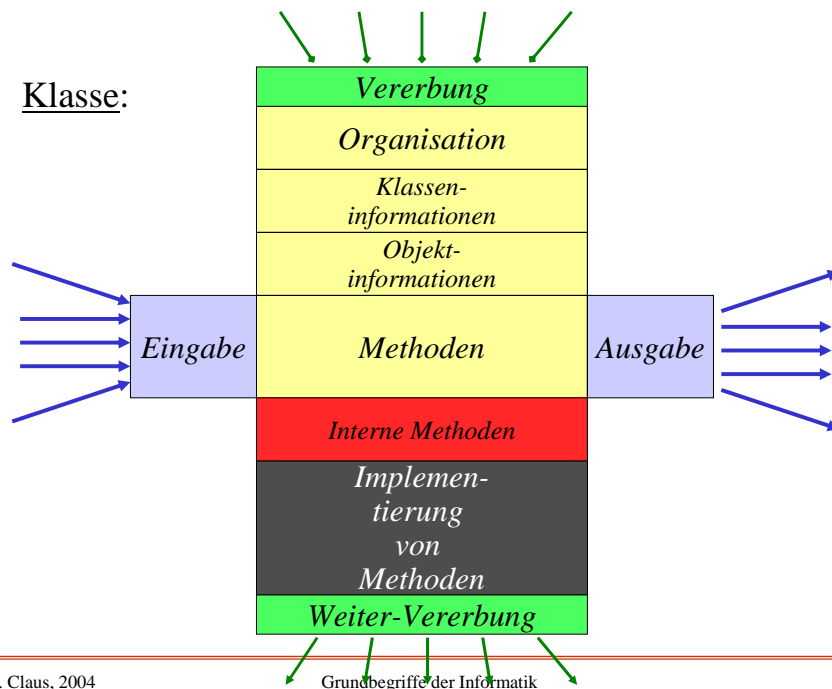 Klasse:
Vererbung
Organisation
Klassen-
informationen
Objekt-
informationen
Eingabe
Methoden
Ausgabe
Interne Methoden
Implemen-
tierung
von
Methoden
Weiter-Vererbung
. Claus, 2004
Grundbegriffe der Informatik